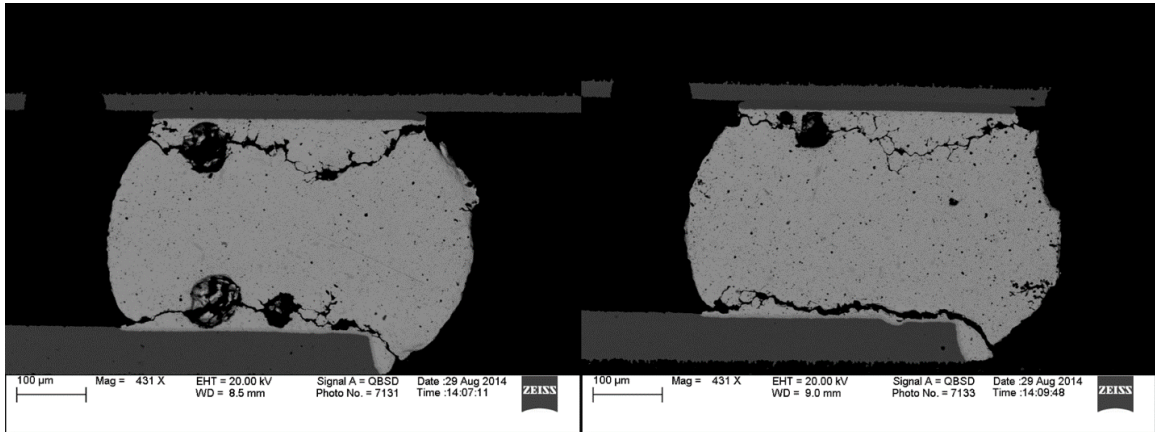 100 µm Mag = 431 X EHT = 20.00 kV Signal A = QBSD Date :29 Aug 2014
WD = 8.5 mm Photo No. = 7131 Time :14:07:11
ZEISS
100 µm Mag = 431 X EHT = 20.00 kV Signal A = QBSD Date :29 Aug 2014
WD = 9.0 mm Photo No. = 7133 Time :14:09:48
ZEISS